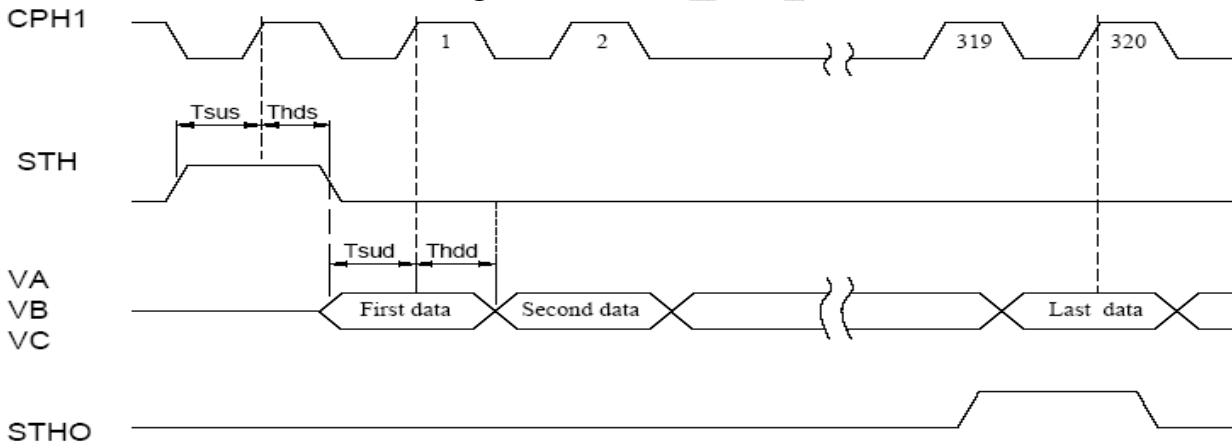 CPH1
1 2 319 320
Tsus Thds
STH
Tsud Thdd
VA
VB First data Second data Last data
VC
STHO